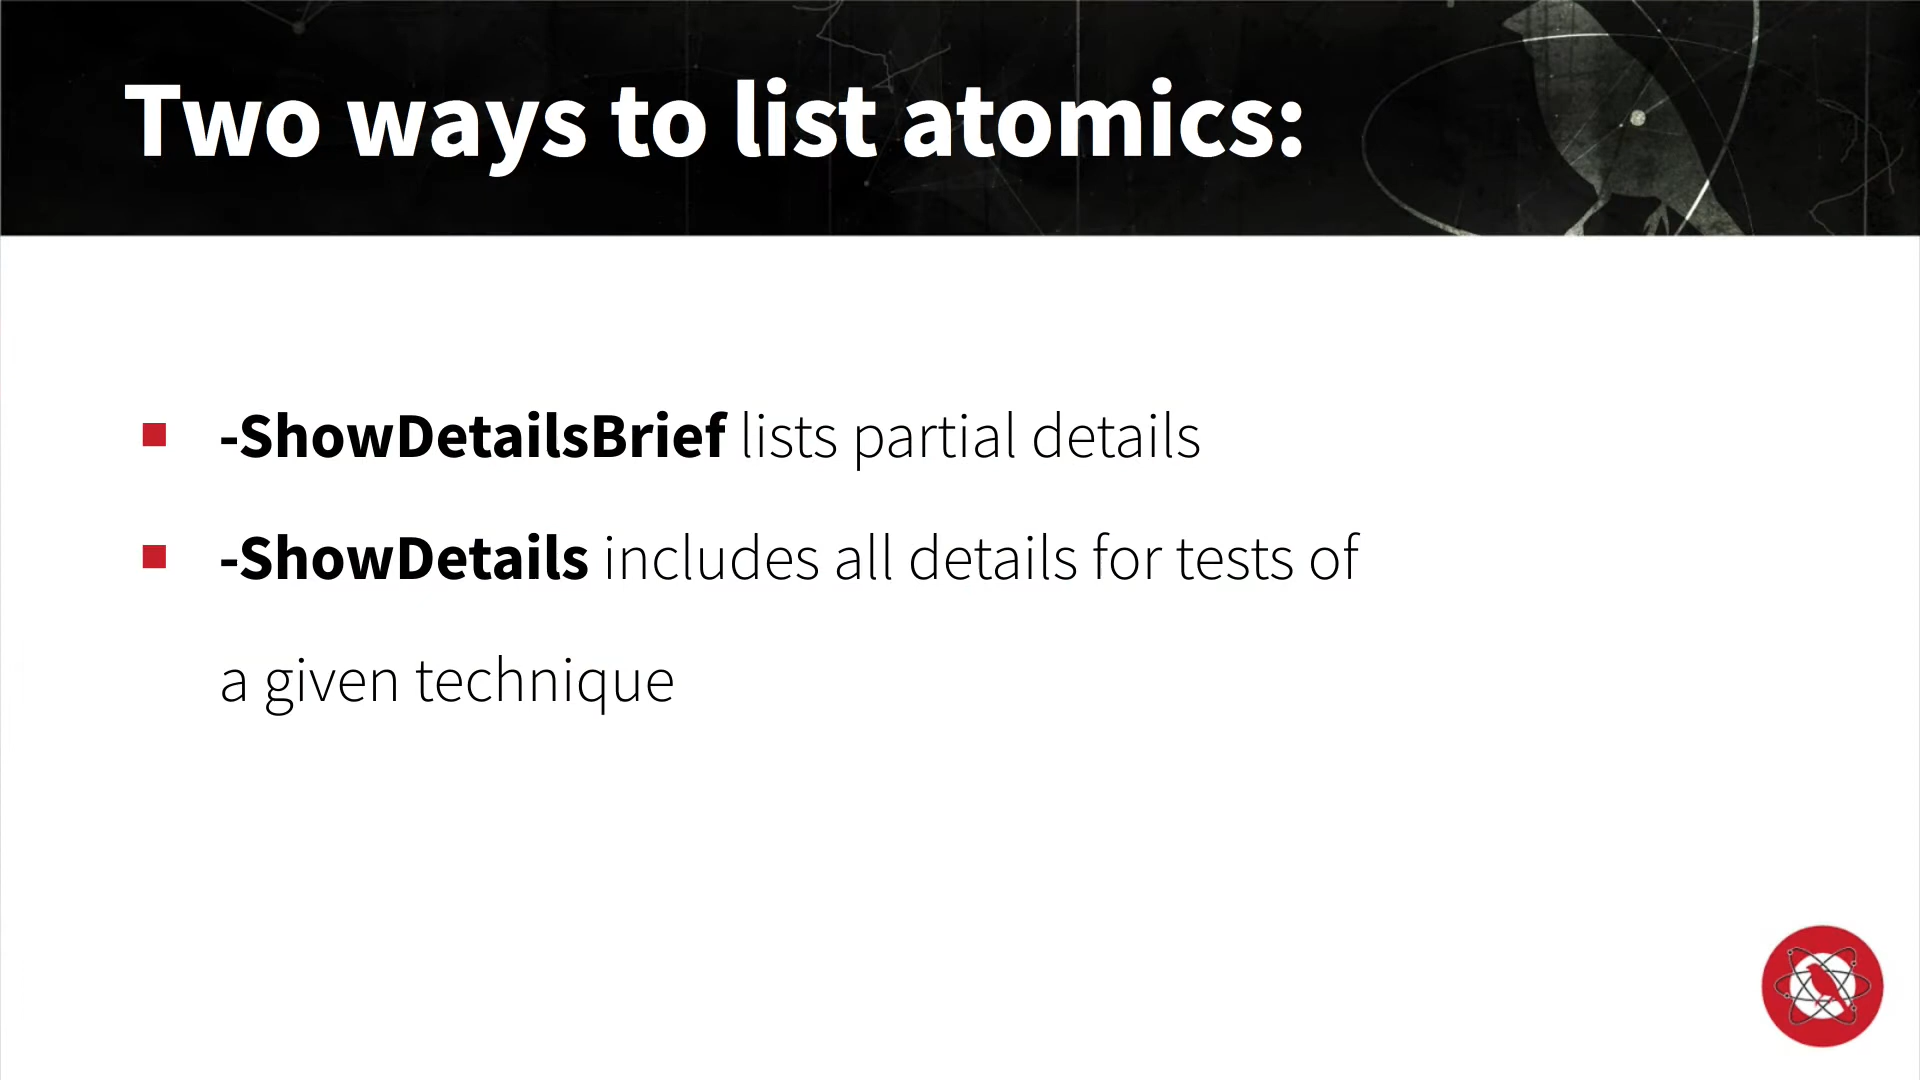 Two ways to list atomics:
-ShowDetailsBrief lists partial details
-ShowDetails includes all details for tests of
a given technique